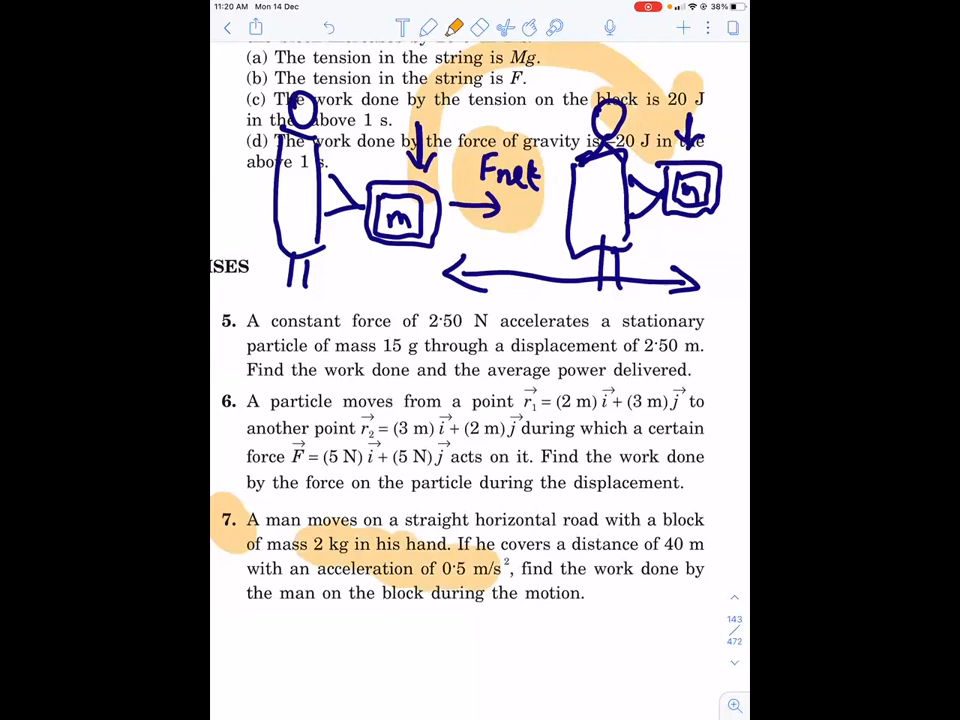 11:20 AM Mon 14 Dec
38%
(a) The tension in the string is Mg.
(b) The tension in the string is F.
(c) The work done by the tension on the block is 20 J
in the above 1 s.
(d) The work done by the force of gravity is –20 J in the
above 1 s.
Fnet
m
m
ISES
5. A constant force of 2·50 N accelerates a stationary
particle of mass 15 g through a displacement of 2·50 m.
Find the work done and the average power delivered.
6. A particle moves from a point r₁ = (2 m) i + (3 m) j to
another point r₂ = (3 m) i + (2 m) j during which a certain
force F = (5 N) i + (5 N) j acts on it. Find the work done
by the force on the particle during the displacement.
7. A man moves on a straight horizontal road with a block
of mass 2 kg in his hand. If he covers a distance of 40 m
with an acceleration of 0·5 m/s², find the work done by
the man on the block during the motion.
143
/
472